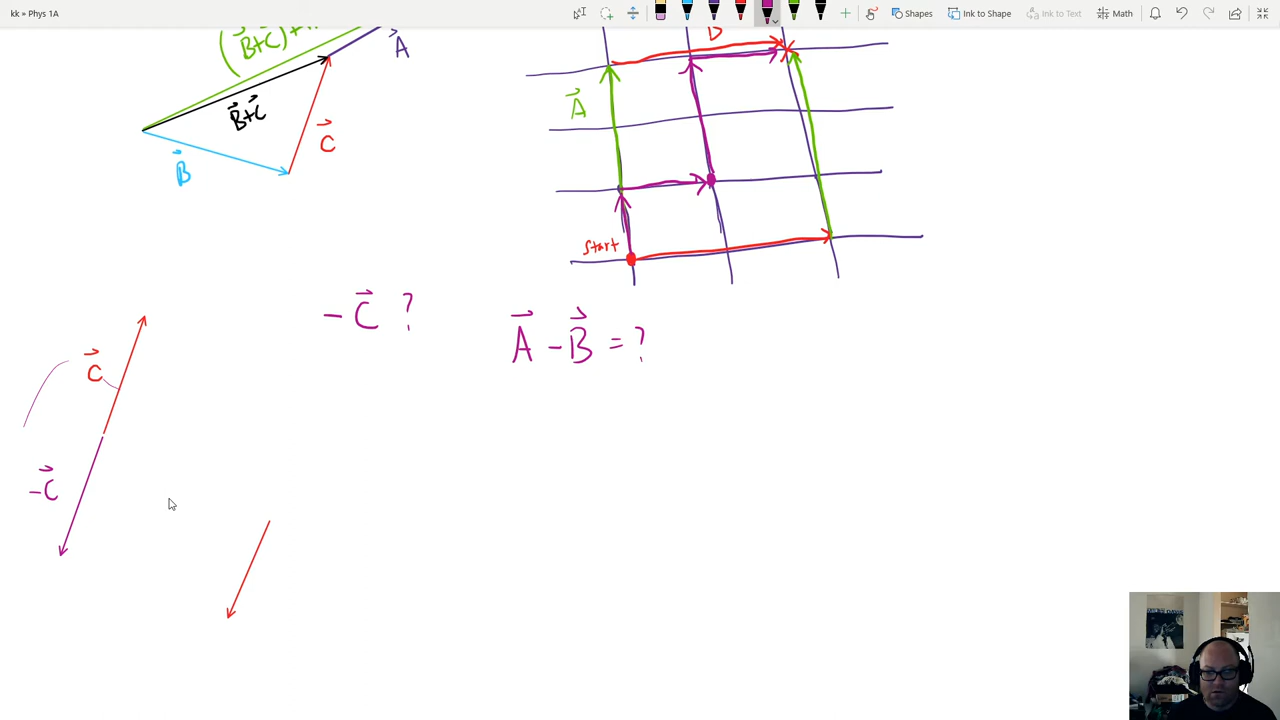 kk » Phys 1A
Shapes
Ink to Shape
Ink to Text
Math
(B⃗+C⃗)+
A⃗
B⃗+C⃗
C⃗
B⃗
B
A⃗
Start
-C⃗ ?
A⃗ - B⃗ = ?
C⃗
-C⃗